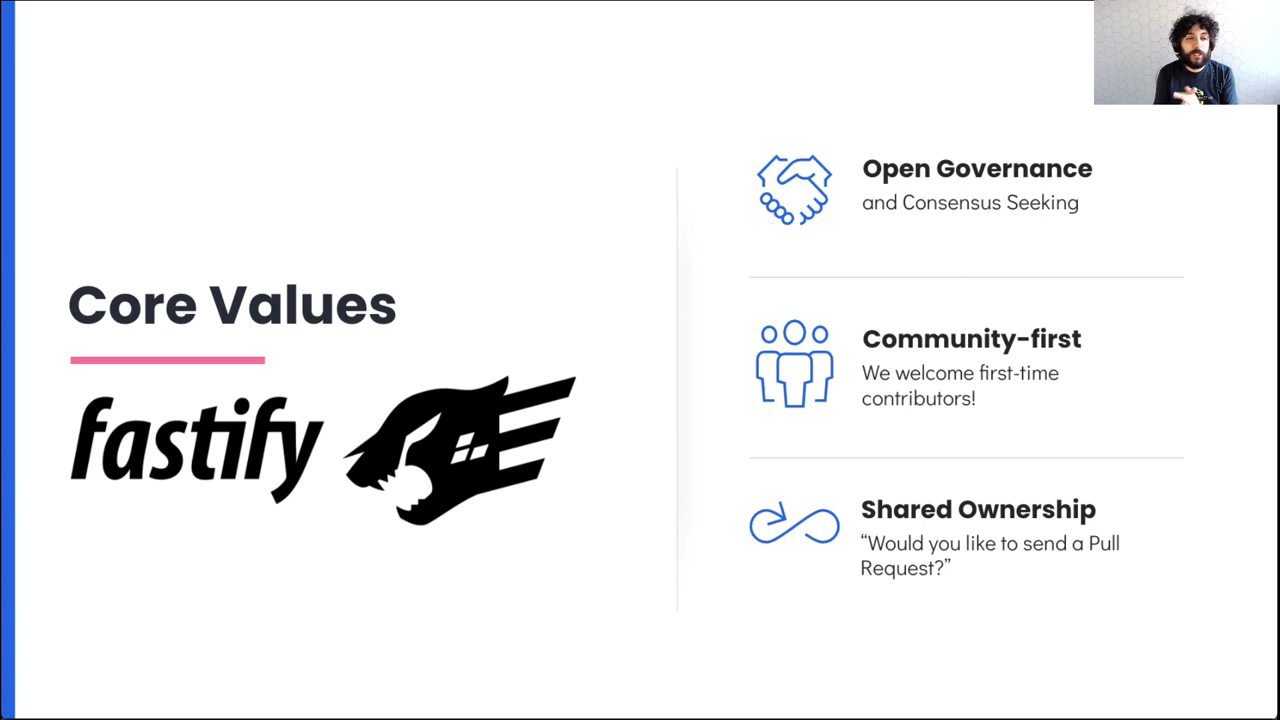 Core Values
fastify
Open Governance
and Consensus Seeking
Community-first
We welcome first-time
contributors!
Shared Ownership
“Would you like to send a Pull
Request?”